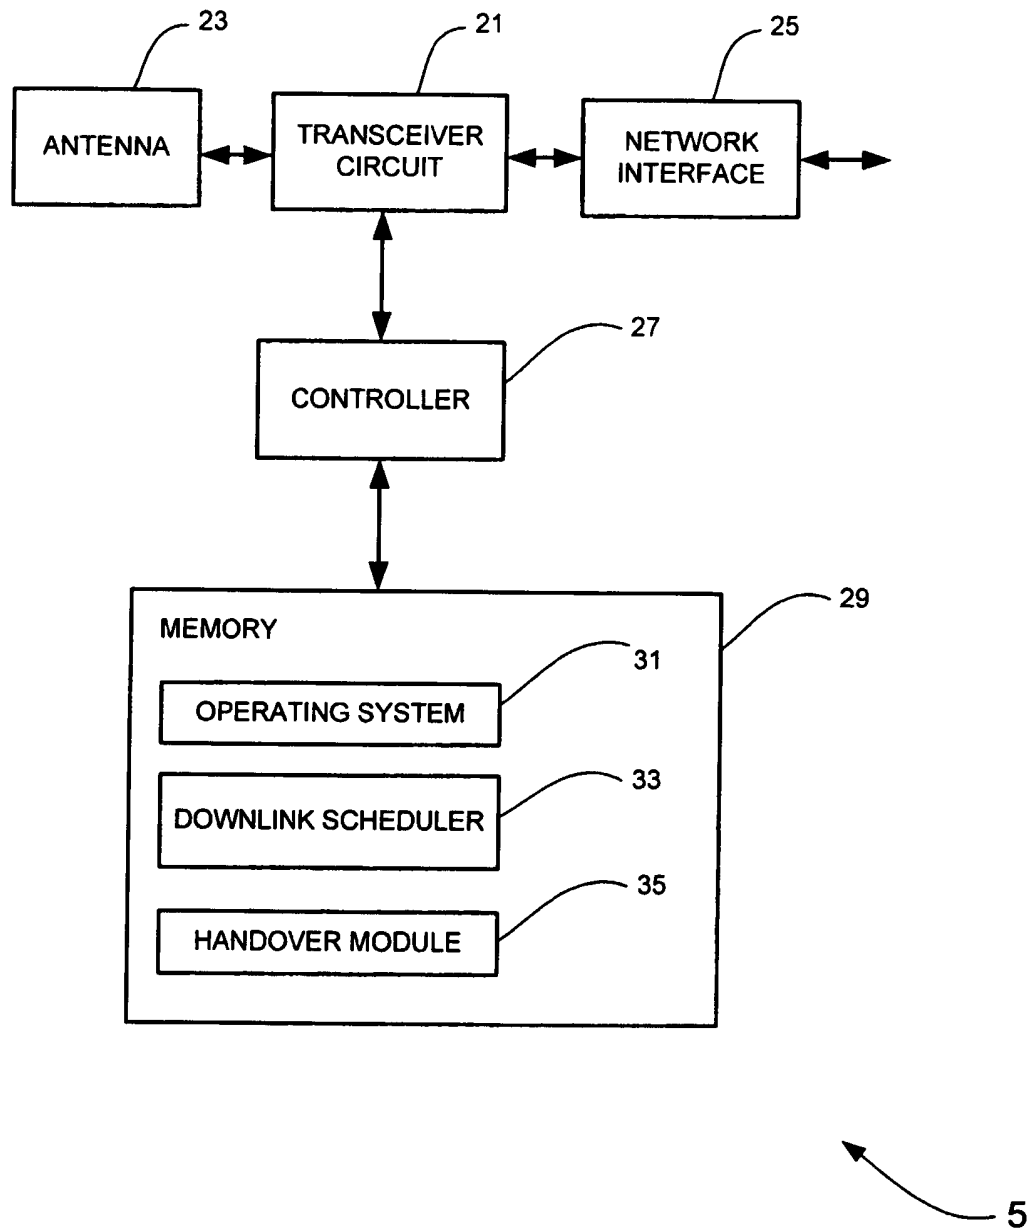 23
21
25
ANTENNA
TRANSCEIVER
CIRCUIT
NETWORK
INTERFACE
27
CONTROLLER
29
MEMORY
31
OPERATING SYSTEM
33
DOWNLINK SCHEDULER
35
HANDOVER MODULE
5